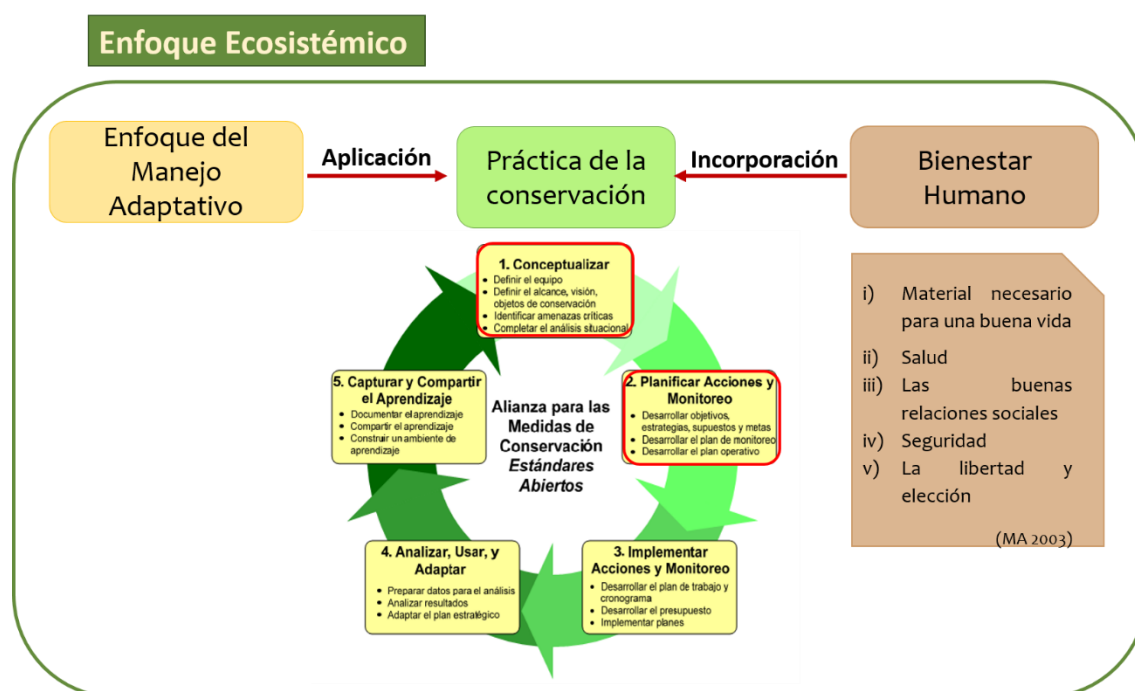 Enfoque Ecosistémico
Enfoque del
Manejo
Adaptativo
Aplicación
Práctica de la
conservación
Incorporación
Bienestar
Humano
1. Conceptualizar
• Definir el equipo
• Definir el alcance, visión,
objetos de conservación
• Identificar amenazas críticas
• Completar el análisis situacional
2. Planificar Acciones y
Monitoreo
• Desarrollar objetivos,
estrategias, supuestos y metas
• Desarrollar el plan de monitoreo
• Desarrollar el plan operativo
3. Implementar
Acciones y Monitoreo
• Desarrollar el plan de trabajo y
cronograma
• Desarrollar el presupuesto
• Implementar planes
4. Analizar, Usar, y
Adaptar
• Preparar datos para el análisis
• Analizar resultados
• Adaptar el plan estratégico
5. Capturar y Compartir
el Aprendizaje
• Documentar el aprendizaje
• Compartir el aprendizaje
• Construir un ambiente de
aprendizaje
Alianza para las
Medidas de
Conservación
Estándares
Abiertos
i) Material necesario
para una buena vida
ii) Salud
iii) Las buenas
relaciones sociales
iv) Seguridad
v) La libertad y
elección
(MA 2003)